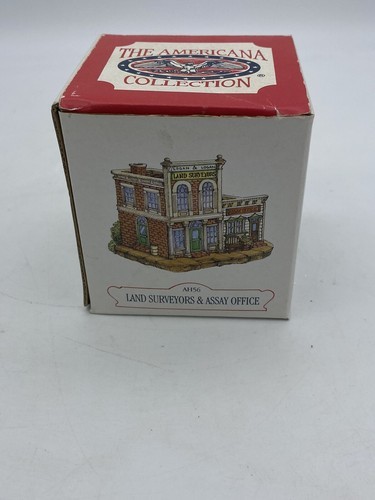 THE AMERICANA
COLLECTION ®
LAND SURVEYORS
AH56
LAND SURVEYORS & ASSAY OFFICE